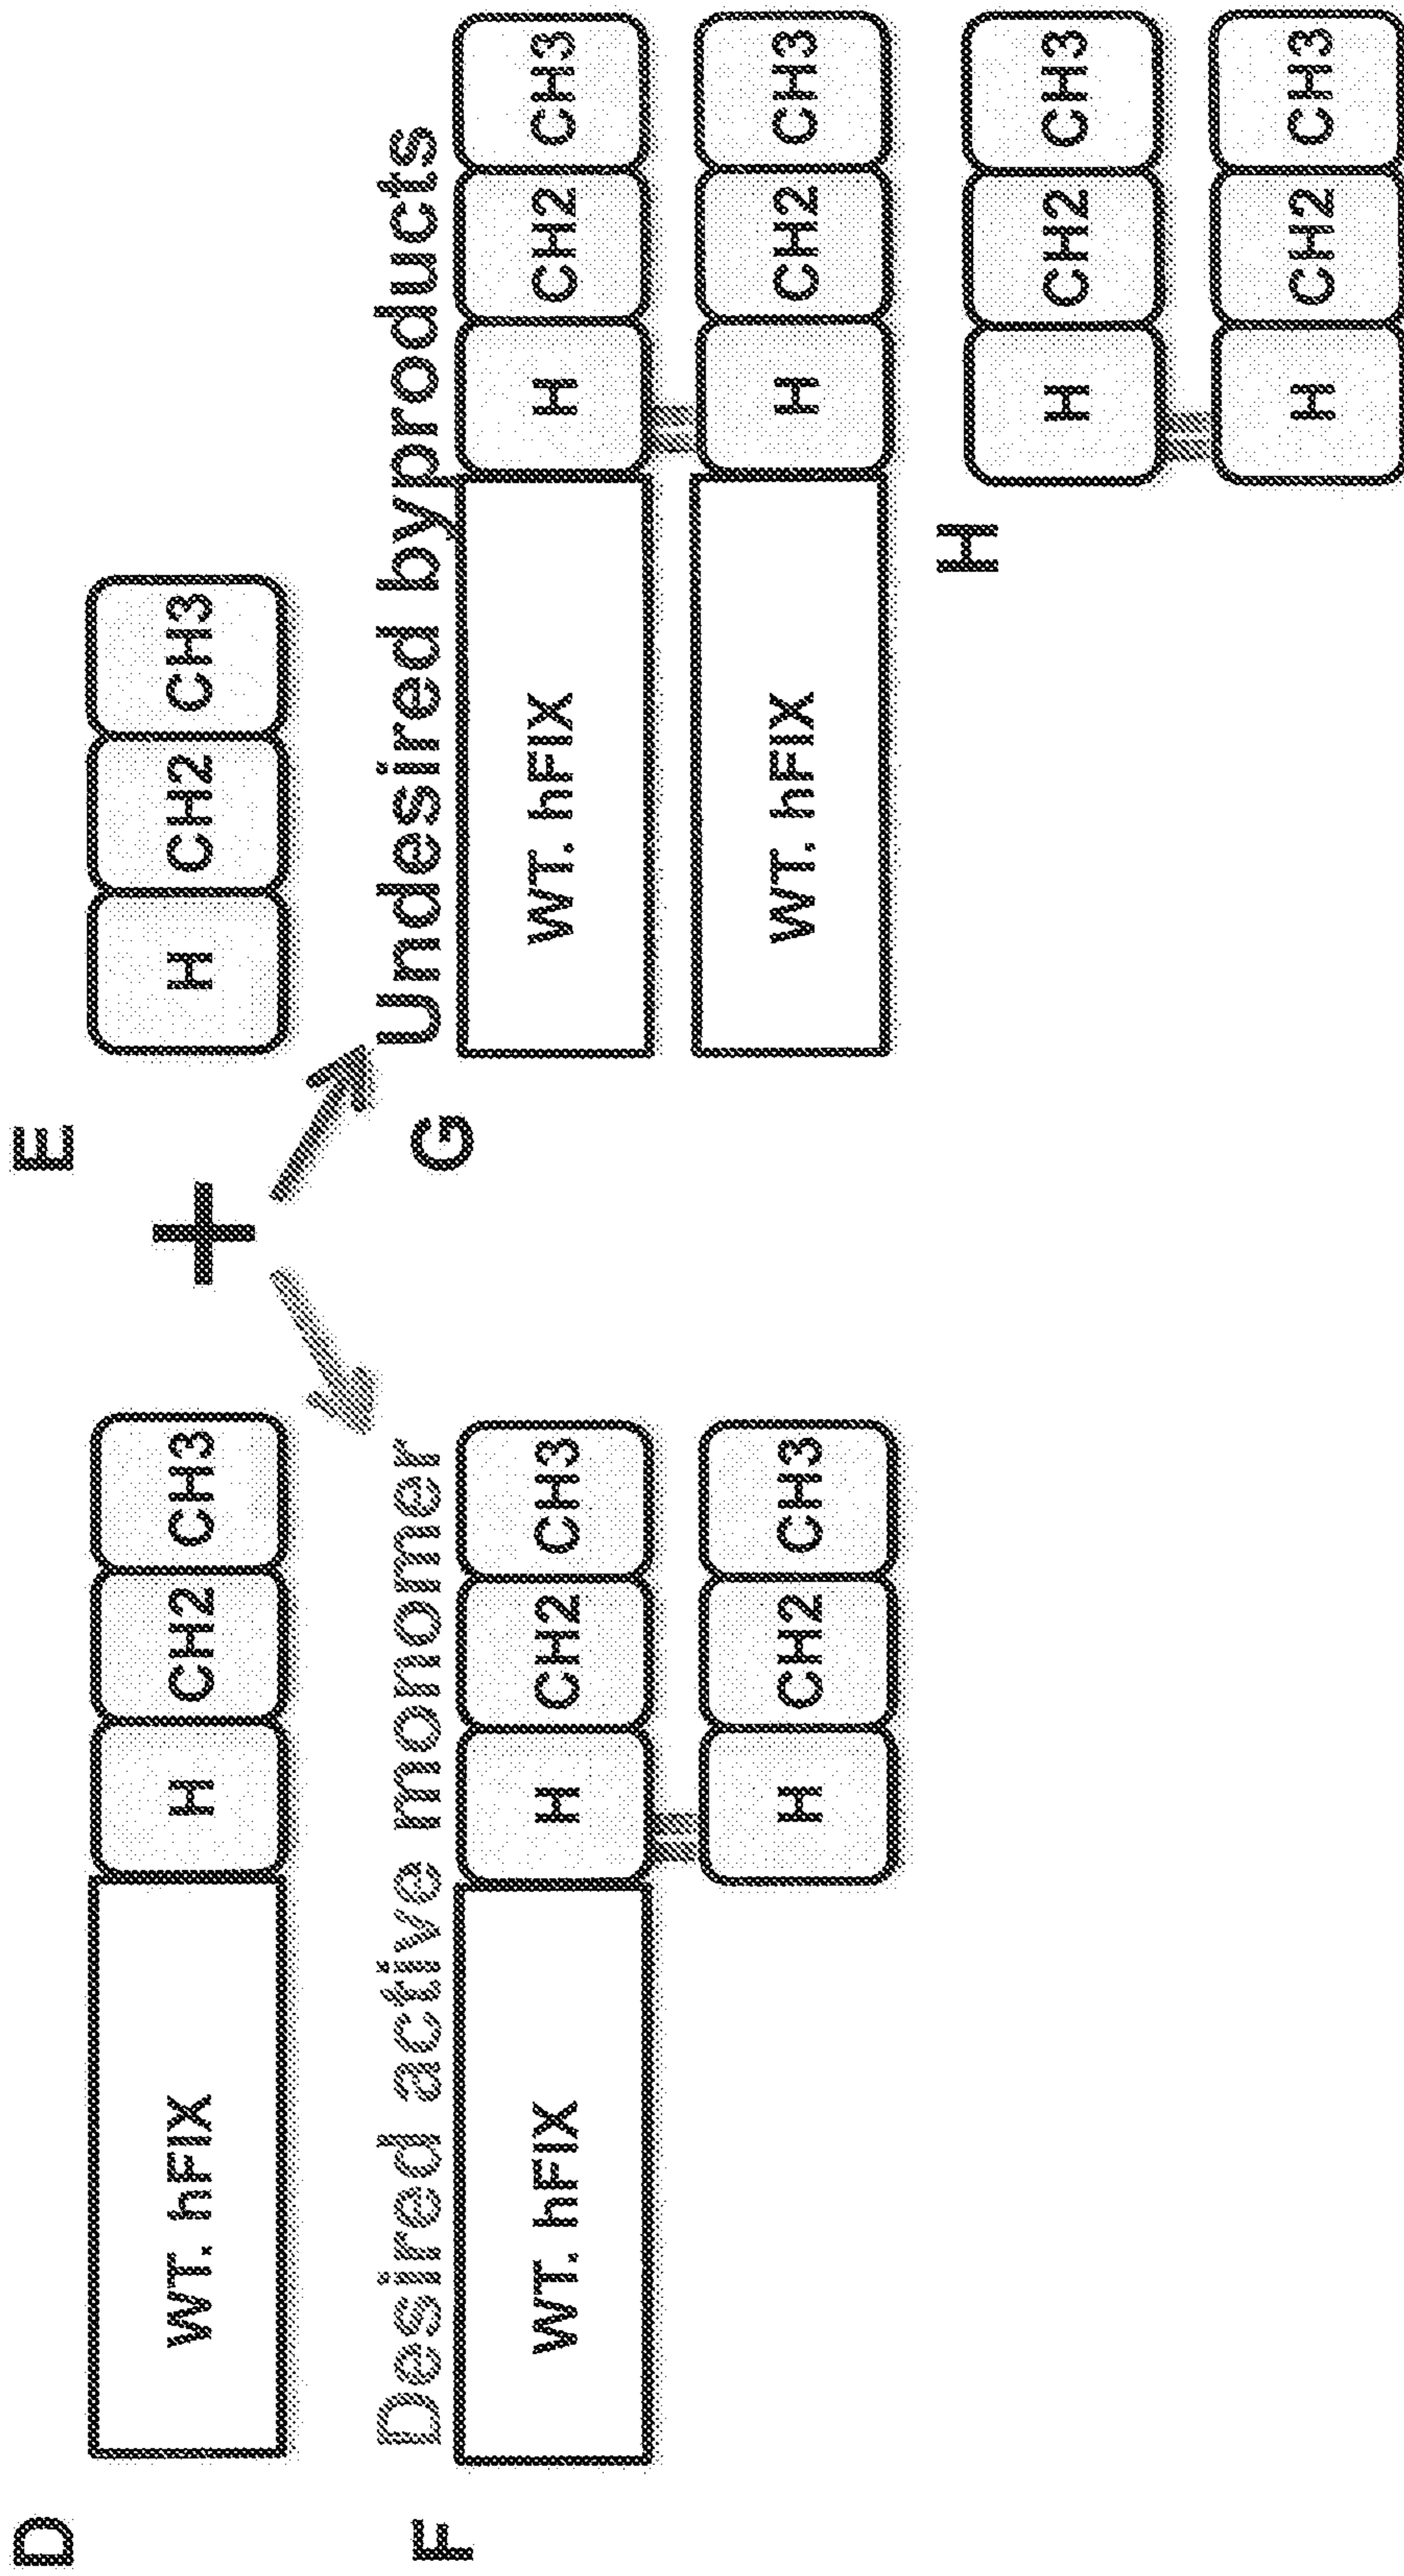 D
E
WT. hFIX H CH2 CH3
+
H CH2 CH3
Desired active monomer
Undesired byproducts
F
WT. hFIX H CH2 CH3
H CH2 CH3
G
WT. hFIX H CH2 CH3
WT. hFIX H CH2 CH3
H
H CH2 CH3
H CH2 CH3